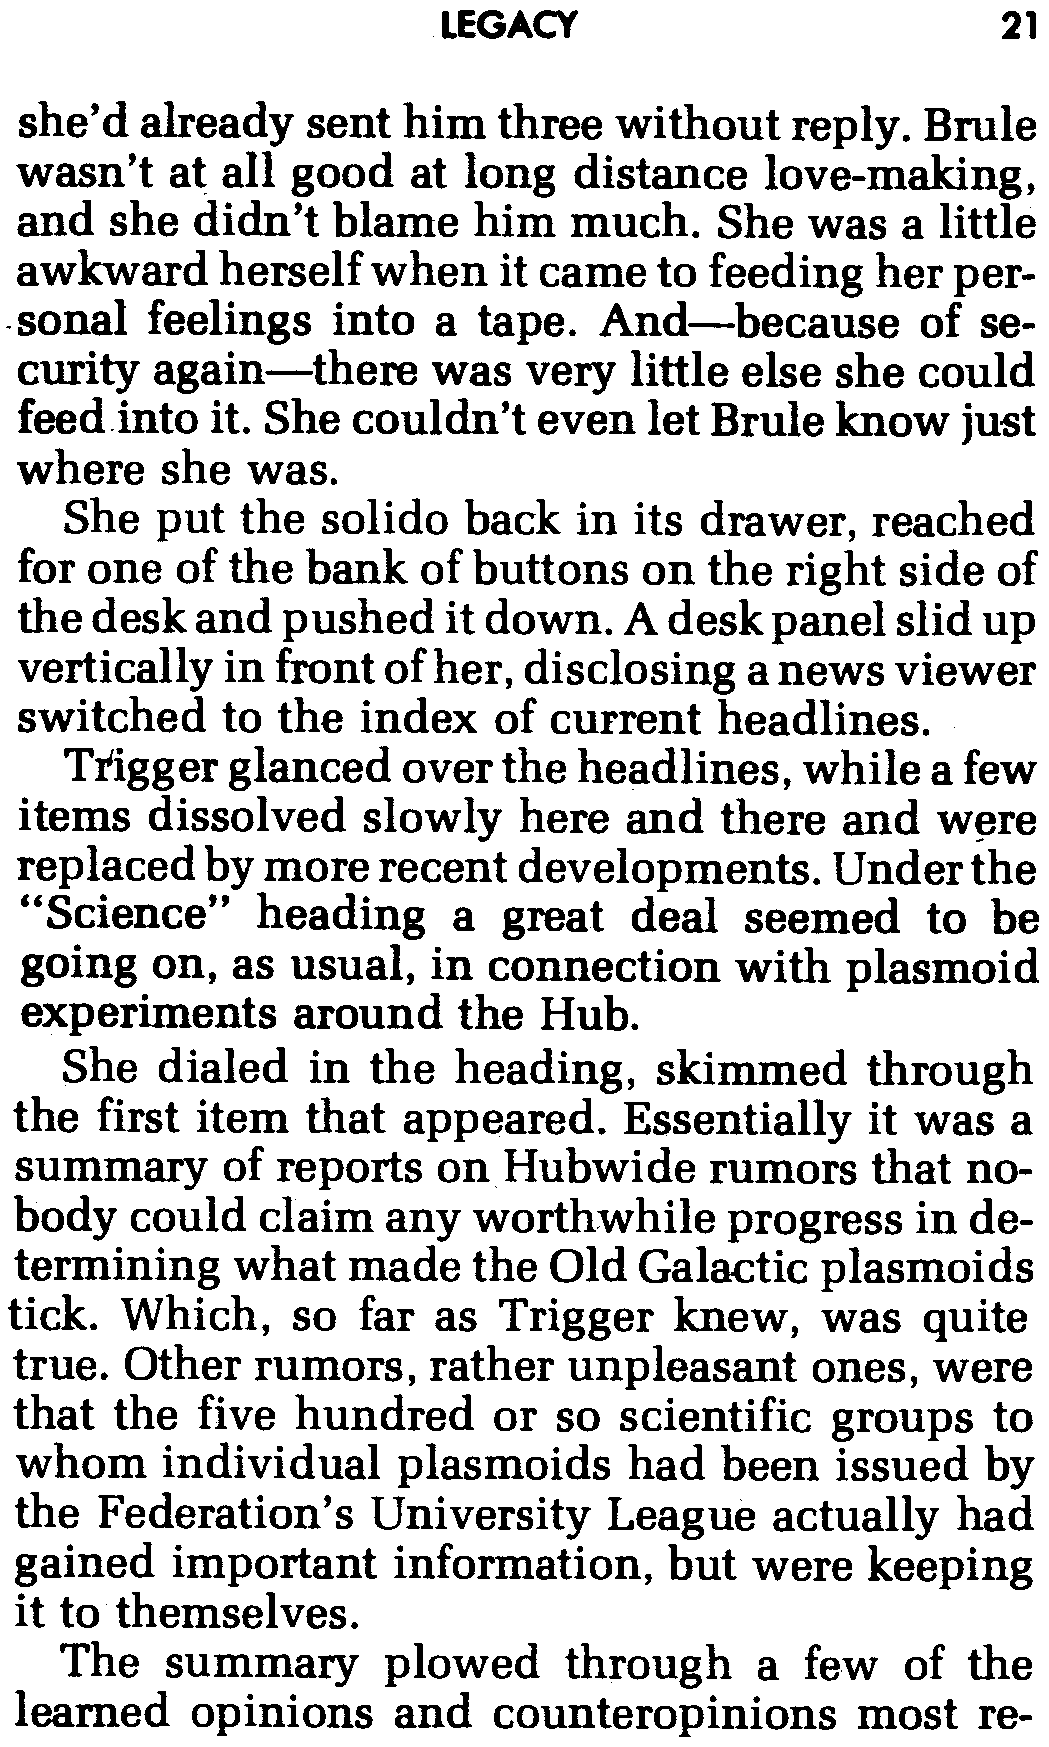 LEGACY 21
she'd already sent him three without reply. Brule
wasn't at all good at long distance love-making,
and she didn't blame him much. She was a little
awkward herself when it came to feeding her per-
sonal feelings into a tape. And—because of se-
curity again—there was very little else she could
feed into it. She couldn't even let Brule know just
where she was.
She put the solido back in its drawer, reached
for one of the bank of buttons on the right side of
the desk and pushed it down. A desk panel slid up
vertically in front of her, disclosing a news viewer
switched to the index of current headlines.
Trigger glanced over the headlines, while a few
items dissolved slowly here and there and were
replaced by more recent developments. Under the
"Science" heading a great deal seemed to be
going on, as usual, in connection with plasmoid
experiments around the Hub.
She dialed in the heading, skimmed through
the first item that appeared. Essentially it was a
summary of reports on Hubwide rumors that no-
body could claim any worthwhile progress in de-
termining what made the Old Galactic plasmoids
tick. Which, so far as Trigger knew, was quite
true. Other rumors, rather unpleasant ones, were
that the five hundred or so scientific groups to
whom individual plasmoids had been issued by
the Federation's University League actually had
gained important information, but were keeping
it to themselves.
The summary plowed through a few of the
learned opinions and counteropinions most re-